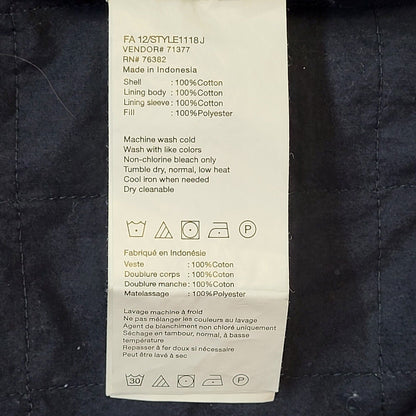 FA 12/STYLE1118J
VENDOR# 71377
RN# 76382
Made in Indonesia
Shell : 100%Cotton
Lining body : 100%Cotton
Lining sleeve : 100%Cotton
Fill : 100%Polyester
Machine wash cold
Wash with like colors
Non-chlorine bleach only
Tumble dry, normal, low heat
Cool iron when needed
Dry cleanable
P
Fabriqué en Indonésie
Veste : 100%Coton
Doublure corps : 100%Coton
Doublure manche : 100%Coton
Matelassage : 100%Polyester
Lavage machine à froid
Ne pas mélanger les couleurs au lavage
Agent de blanchiment non chloré uniquement
Séchage en tambour, normal, à basse
température
Repasser à fer doux si nécessaire
Peut être lavé à sec
30 P